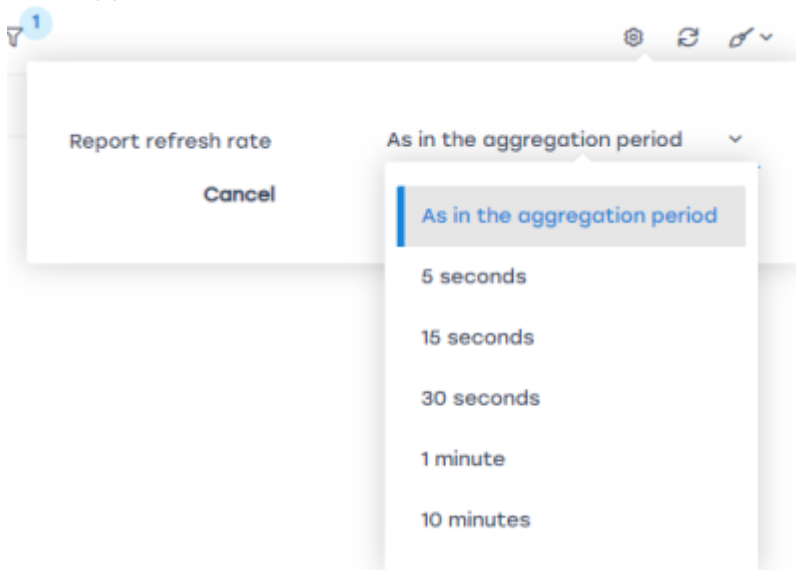 1
Report refresh rate
As in the aggregation period
Cancel
As in the aggregation period
5 seconds
15 seconds
30 seconds
1 minute
10 minutes